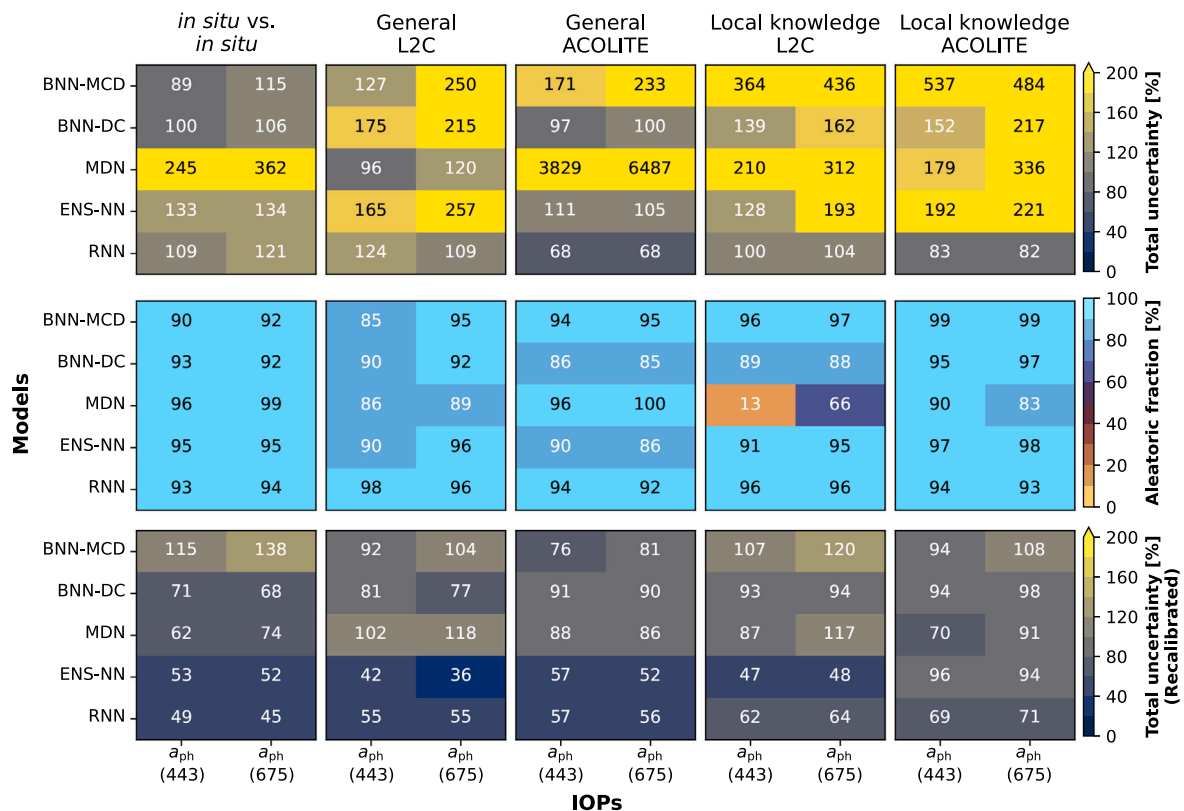 in situ vs.
in situ
General
L2C
General
ACOLITE
Local knowledge
L2C
Local knowledge
ACOLITE
BNN-MCD 89 115 127 250 171 233 364 436 537 484
BNN-DC 100 106 175 215 97 100 139 162 152 217
MDN 245 362 96 120 3829 6487 210 312 179 336
ENS-NN 133 134 165 257 111 105 128 193 192 221
RNN 109 121 124 109 68 68 100 104 83 82
200
160
120
80
40
0
Total uncertainty [%]
Models
BNN-MCD 90 92 85 95 94 95 96 97 99 99
BNN-DC 93 92 90 92 86 85 89 88 95 97
MDN 96 99 86 89 96 100 13 66 90 83
ENS-NN 95 95 90 96 90 86 91 95 97 98
RNN 93 94 98 96 94 92 96 96 94 93
100
80
60
40
20
0
Aleatoric fraction [%]
BNN-MCD 115 138 92 104 76 81 107 120 94 108
BNN-DC 71 68 81 77 91 90 93 94 94 98
MDN 62 74 102 118 88 86 87 117 70 91
ENS-NN 53 52 42 36 57 52 47 48 96 94
RNN 49 45 55 55 57 56 62 64 69 71
200
160
120
80
40
0
Total uncertainty [%]
(Recalibrated)
aph aph aph aph aph aph aph aph aph aph
(443) (675) (443) (675) (443) (675) (443) (675) (443) (675)
IOPs